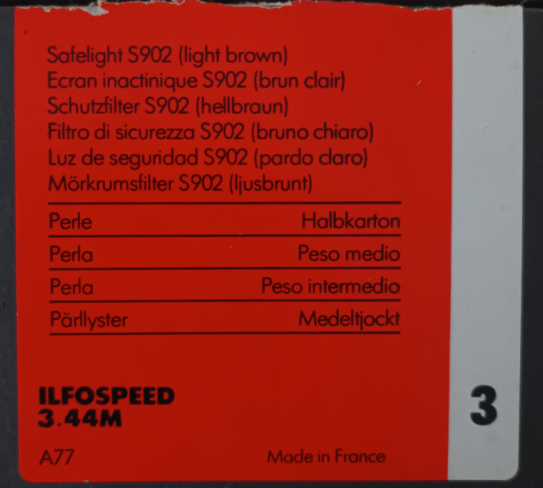 Safelight S902 (light brown)
Ecran inactinique S902 (brun clair)
Schutzfilter S902 (hellbraun)
Filtro di sicurezza S902 (bruno chiaro)
Luz de seguridad S902 (pardo claro)
Mörkrumsfilter S902 (ljusbrunt)
Perle Halbkarton
Perla Peso medio
Perla Peso intermedio
Pärllyster Medeltjockt
ILFOSPEED
3.44M
3
A77 Made in France